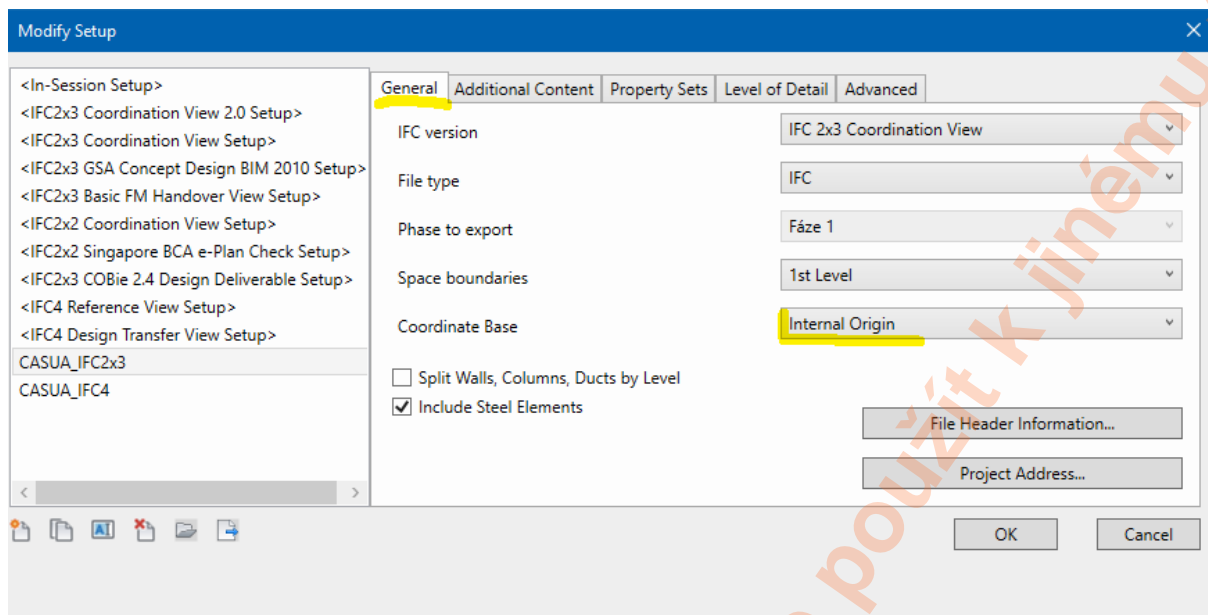 Modify Setup
<In-Session Setup>
<IFC2x3 Coordination View 2.0 Setup>
<IFC2x3 Coordination View Setup>
<IFC2x3 GSA Concept Design BIM 2010 Setup>
<IFC2x3 Basic FM Handover View Setup>
<IFC2x2 Coordination View Setup>
<IFC2x2 Singapore BCA e-Plan Check Setup>
<IFC2x3 COBie 2.4 Design Deliverable Setup>
<IFC4 Reference View Setup>
<IFC4 Design Transfer View Setup>
CASUA_IFC2x3
CASUA_IFC4
General Additional Content Property Sets Level of Detail Advanced
IFC version IFC 2x3 Coordination View
File type IFC
Phase to export Fáze 1
Space boundaries 1st Level
Coordinate Base Internal Origin
Split Walls, Columns, Ducts by Level
Include Steel Elements
File Header Information...
Project Address...
OK Cancel
použít k jinému